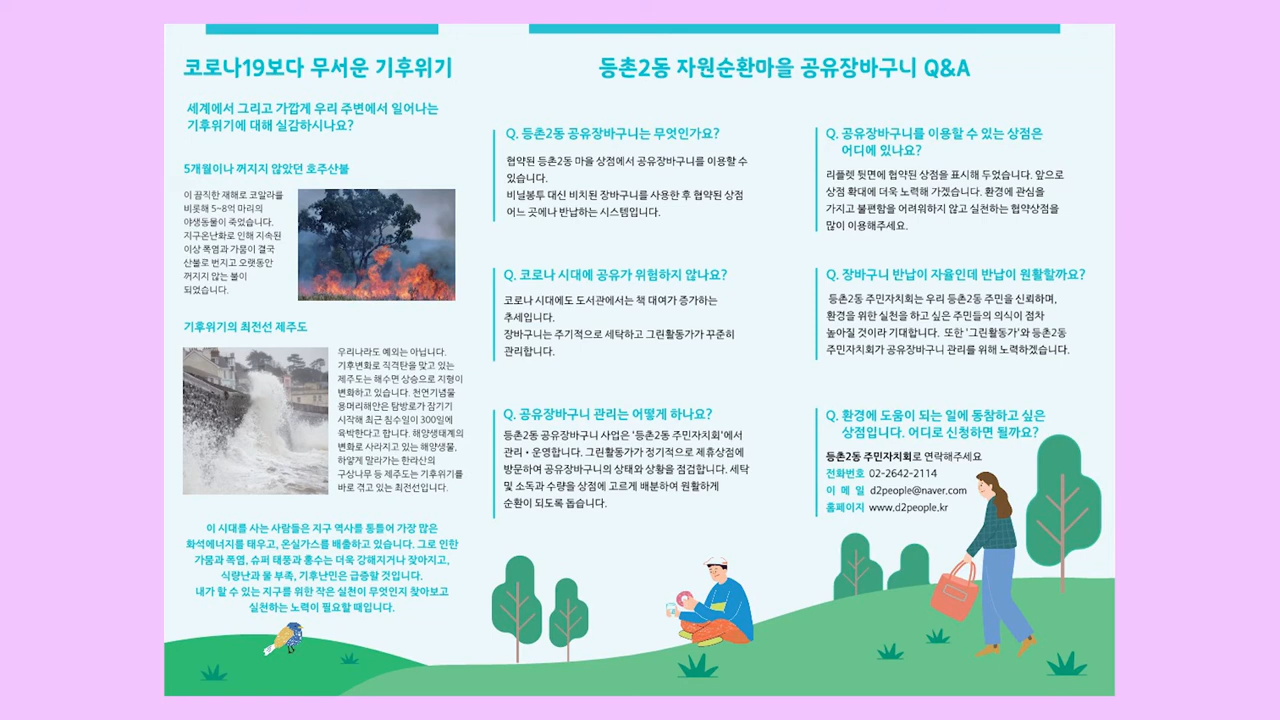 코로나19보다 무서운 기후위기
세계에서 그리고 가깝게 우리 주변에서 일어나는
기후위기에 대해 실감하시나요?
5개월이나 꺼지지 않았던 호주산불
이 끔직한 재해로 코알라를
비롯해 5~8억 마리의
야생동물이 죽었습니다.
지구온난화로 인해 지속된
이상 폭염과 가뭄이 결국
산불로 번지고 오랫동안
꺼지지 않는 불이
되었습니다.
기후위기의 최전선 제주도
우리나라도 예외는 아닙니다.
기후변화로 직격탄을 맞고 있는
제주도는 해수면 상승으로 지형이
변화하고 있습니다. 천연기념물
용머리해안은 탐방로가 잠기기
시작해 최근 침수일이 300일에
육박한다고 합니다. 해양생태계의
변화로 사라지고 있는 해양생물,
하얗게 말라가는 한라산의
구상나무 등 제주도는 기후위기를
바로 겪고 있는 최전선입니다.
이 시대를 사는 사람들은 지구 역사를 통틀어 가장 많은
화석에너지를 태우고, 온실가스를 배출하고 있습니다. 그로 인한
가뭄과 폭염, 슈퍼 태풍과 홍수는 더욱 강해지거나 잦아지고,
식량난과 물 부족, 기후난민은 급증할 것입니다.
내가 할 수 있는 지구를 위한 작은 실천이 무엇인지 찾아보고
실천하는 노력이 필요할 때입니다.
등촌2동 자원순환마을 공유장바구니 Q&A
Q. 등촌2동 공유장바구니는 무엇인가요?
협약된 등촌2동 마을 상점에서 공유장바구니를 이용할 수
있습니다.
비닐봉투 대신 비치된 장바구니를 사용한 후 협약된 상점
어느 곳에나 반납하는 시스템입니다.
Q. 코로나 시대에 공유가 위험하지 않나요?
코로나 시대에도 도서관에서는 책 대여가 증가하는
추세입니다.
장바구니는 주기적으로 세탁하고 그린활동가가 꾸준히
관리합니다.
Q. 공유장바구니 관리는 어떻게 하나요?
등촌2동 공유장바구니 사업은 '등촌2동 주민자치회'에서
관리·운영합니다. 그린활동가가 정기적으로 제휴상점에
방문하여 공유장바구니의 상태와 상황을 점검합니다. 세탁
및 소독과 수량을 상점에 고르게 배분하여 원활하게
순환이 되도록 돕습니다.
Q. 공유장바구니를 이용할 수 있는 상점은
어디에 있나요?
리플렛 뒷면에 협약된 상점을 표시해 두었습니다. 앞으로
상점 확대에 더욱 노력해 가겠습니다. 환경에 관심을
가지고 불편함을 어려워하지 않고 실천하는 협약상점을
많이 이용해주세요.
Q. 장바구니 반납이 자율인데 반납이 원활할까요?
등촌2동 주민자치회는 우리 등촌2동 주민을 신뢰하며,
환경을 위한 실천을 하고 싶은 주민들의 의식이 점차
높아질 것이라 기대합니다. 또한 '그린활동가'와 등촌2동
주민자치회가 공유장바구니 관리를 위해 노력하겠습니다.
Q. 환경에 도움이 되는 일에 동참하고 싶은
상점입니다. 어디로 신청하면 될까요?
등촌2동 주민자치회로 연락해주세요
전화번호 02-2642-2114
이 메 일 d2people@naver.com
홈페이지 www.d2people.kr